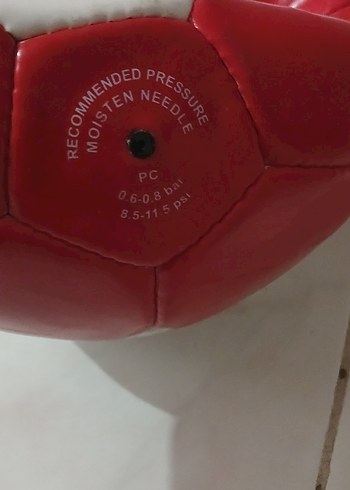 RECOMMENDED PRESSURE
MOISTEN NEEDLE
PC
0.6-0.8 bar
8.5-11.5 psi